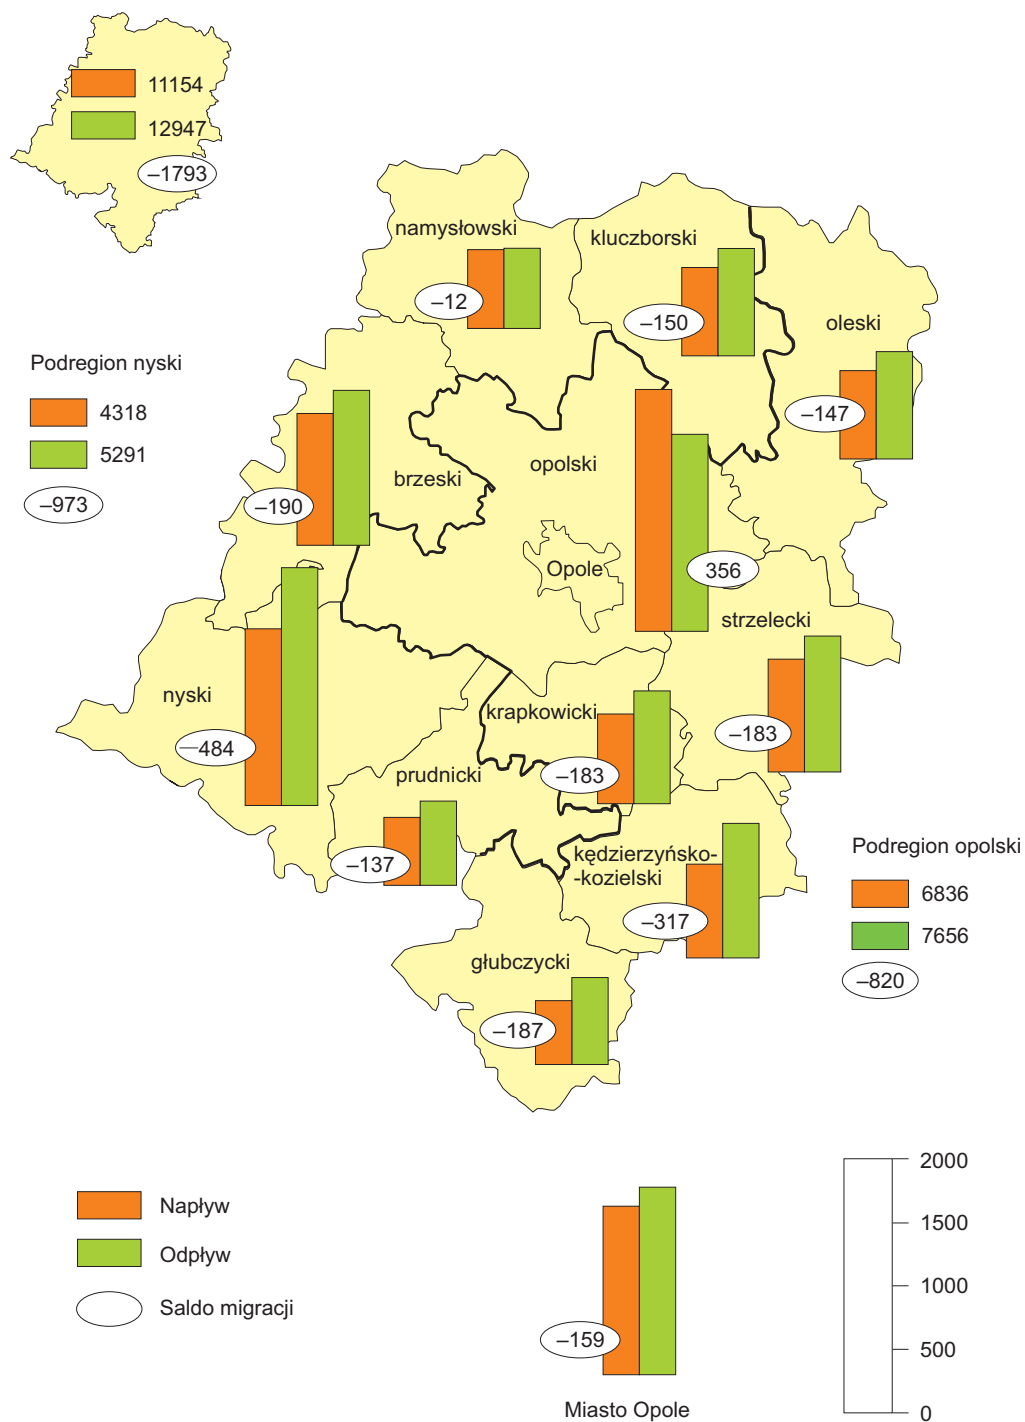 11154
12947
–1793
namysłowski
kluczborski
–12
–150
oleski
Podregion nyski
4318
5291
–973
–147
brzeski
opolski
–190
Opole
356
strzelecki
nyski
krapkowicki
–484
–183
–183
prudnicki
–137
kędzierzyńsko-
-kozielski
–317
Podregion opolski
6836
7656
–820
głubczycki
–187
Napływ
Odpływ
Saldo migracji
–159
Miasto Opole
2000
1500
1000
500
0